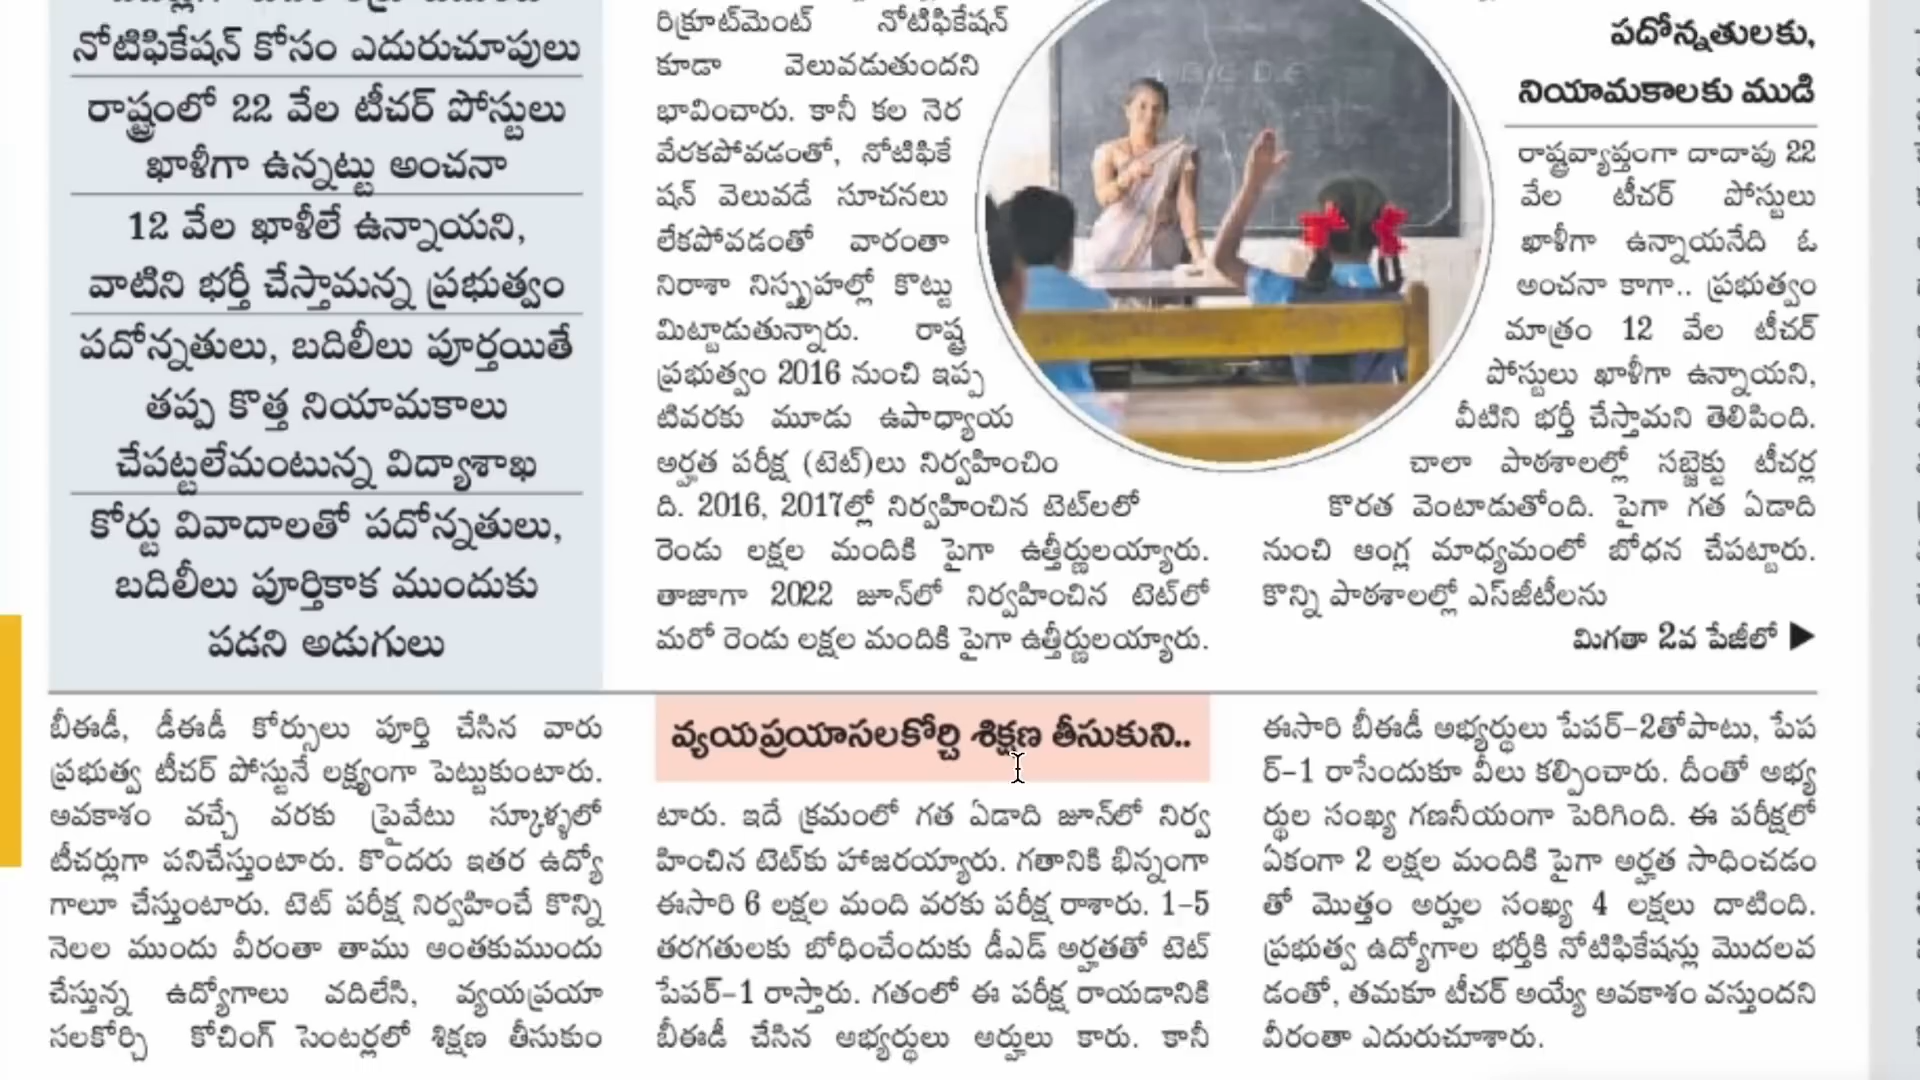 నోటిఫికేషన్ కోసం ఎదురుచూపులు
రాష్ట్రంలో 22 వేల టీచర్ పోస్టులు
ఖాళీగా ఉన్నట్టు అంచనా
12 వేల ఖాళీలే ఉన్నాయని,
వాటిని భర్తీ చేస్తామన్న ప్రభుత్వం
పదోన్నతులు, బదిలీలు పూర్తయితే
తప్ప కొత్త నియామకాలు
చేపట్టలేమంటున్న విద్యాశాఖ
కోర్టు వివాదాలతో పదోన్నతులు,
బదిలీలు పూర్తికాక ముందుకు
పడని అడుగులు
రిక్రూట్‌మెంట్ నోటిఫికేషన్
కూడా వెలువడుతుందని
భావించారు. కానీ కల నెర
వేరకపోవడంతో, నోటిఫికే
షన్ వెలువడే సూచనలు
లేకపోవడంతో వారంతా
నిరాశా నిస్పృహల్లో కొట్టు
మిట్టాడుతున్నారు. రాష్ట్ర
ప్రభుత్వం 2016 నుంచి ఇప్ప
టివరకు మూడు ఉపాధ్యాయ
అర్హత పరీక్ష (టెట్)లు నిర్వహించిం
ది. 2016, 2017ల్లో నిర్వహించిన టెట్‌లలో
రెండు లక్షల మందికి పైగా ఉత్తీర్ణులయ్యారు.
తాజాగా 2022 జూన్‌లో నిర్వహించిన టెట్‌లో
మరో రెండు లక్షల మందికి పైగా ఉత్తీర్ణులయ్యారు.
పదోన్నతులకు,
నియామకాలకు ముడి
రాష్ట్రవ్యాప్తంగా దాదాపు 22
వేల టీచర్ పోస్టులు
ఖాళీగా ఉన్నాయనేది ఓ
అంచనా కాగా.. ప్రభుత్వం
మాత్రం 12 వేల టీచర్
పోస్టులు ఖాళీగా ఉన్నాయని,
వీటిని భర్తీ చేస్తామని తెలిపింది.
చాలా పాఠశాలల్లో సబ్జెక్టు టీచర్ల
కొరత వెంటాడుతోంది. పైగా గత ఏడాది
నుంచి ఆంగ్ల మాధ్యమంలో బోధన చేపట్టారు.
కొన్ని పాఠశాలల్లో ఎస్‌జీటీలను
మిగతా 2వ పేజీలో ▶
బీఈడీ, డీఈడీ కోర్సులు పూర్తి చేసిన వారు
ప్రభుత్వ టీచర్ పోస్టునే లక్ష్యంగా పెట్టుకుంటారు.
అవకాశం వచ్చే వరకు ప్రైవేటు స్కూళ్ళలో
టీచర్లుగా పనిచేస్తుంటారు. కొందరు ఇతర ఉద్యో
గాలూ చేస్తుంటారు. టెట్ పరీక్ష నిర్వహించే కొన్ని
నెలల ముందు వీరంతా తాము అంతకుముందు
చేస్తున్న ఉద్యోగాలు వదిలేసి, వ్యయప్రయా
సలకోర్చి కోచింగ్ సెంటర్లలో శిక్షణ తీసుకుం
వ్యయప్రయాసలకోర్చి శిక్షణ తీసుకుని..
టారు. ఇదే క్రమంలో గత ఏడాది జూన్‌లో నిర్వ
హించిన టెట్‌కు హాజరయ్యారు. గతానికి భిన్నంగా
ఈసారి 6 లక్షల మంది వరకు పరీక్ష రాశారు. 1-5
తరగతులకు బోధించేందుకు డీఎడ్ అర్హతతో టెట్
పేపర్-1 రాస్తారు. గతంలో ఈ పరీక్ష రాయడానికి
బీఈడీ చేసిన అభ్యర్థులు అర్హులు కారు. కానీ
ఈసారి బీఈడీ అభ్యర్థులు పేపర్-2తోపాటు, పేప
ర్-1 రాసేందుకూ వీలు కల్పించారు. దీంతో అభ్య
ర్థుల సంఖ్య గణనీయంగా పెరిగింది. ఈ పరీక్షలో
ఏకంగా 2 లక్షల మందికి పైగా అర్హత సాధించడం
తో మొత్తం అర్హుల సంఖ్య 4 లక్షలు దాటింది.
ప్రభుత్వ ఉద్యోగాల భర్తీకి నోటిఫికేషన్లు మొదలవ
డంతో, తమకూ టీచర్ అయ్యే అవకాశం వస్తుందని
వీరంతా ఎదురుచూశారు.